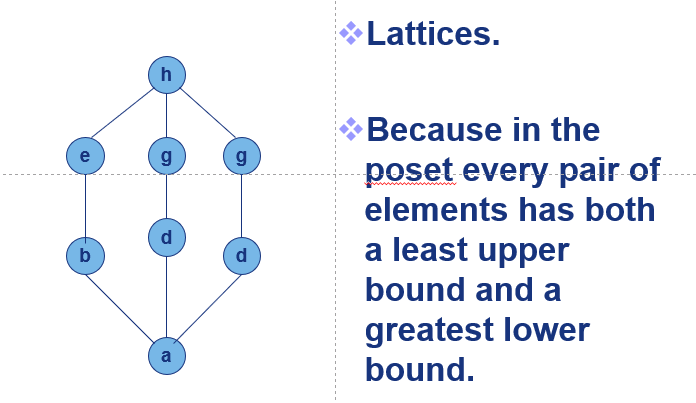 Lattices.
Because in the
poset every pair of
elements has both
a least upper
bound and a
greatest lower
bound.
h
e g g
d
b d
a